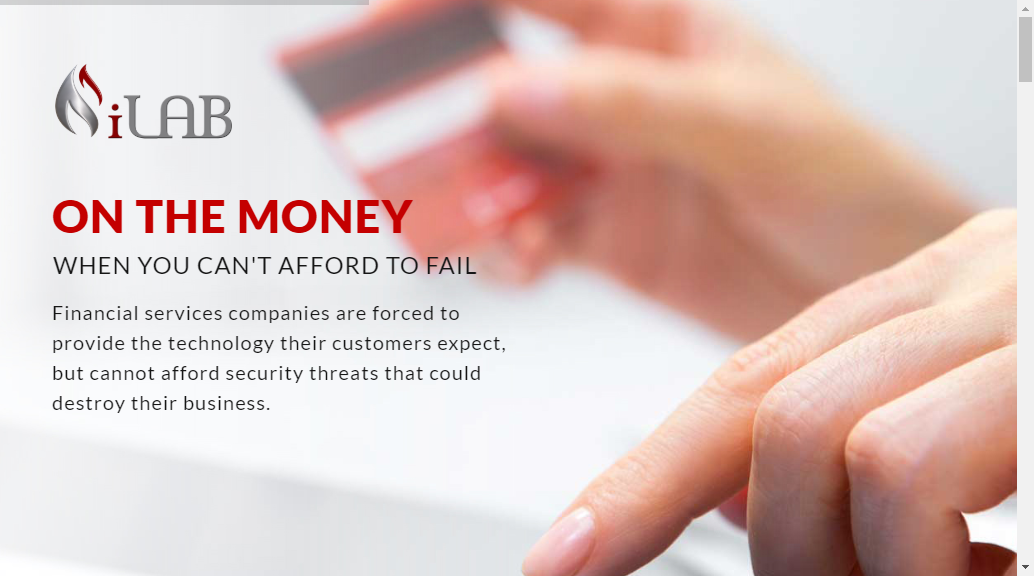 iLAB
ON THE MONEY
WHEN YOU CAN'T AFFORD TO FAIL
Financial services companies are forced to
provide the technology their customers expect,
but cannot afford security threats that could
destroy their business.